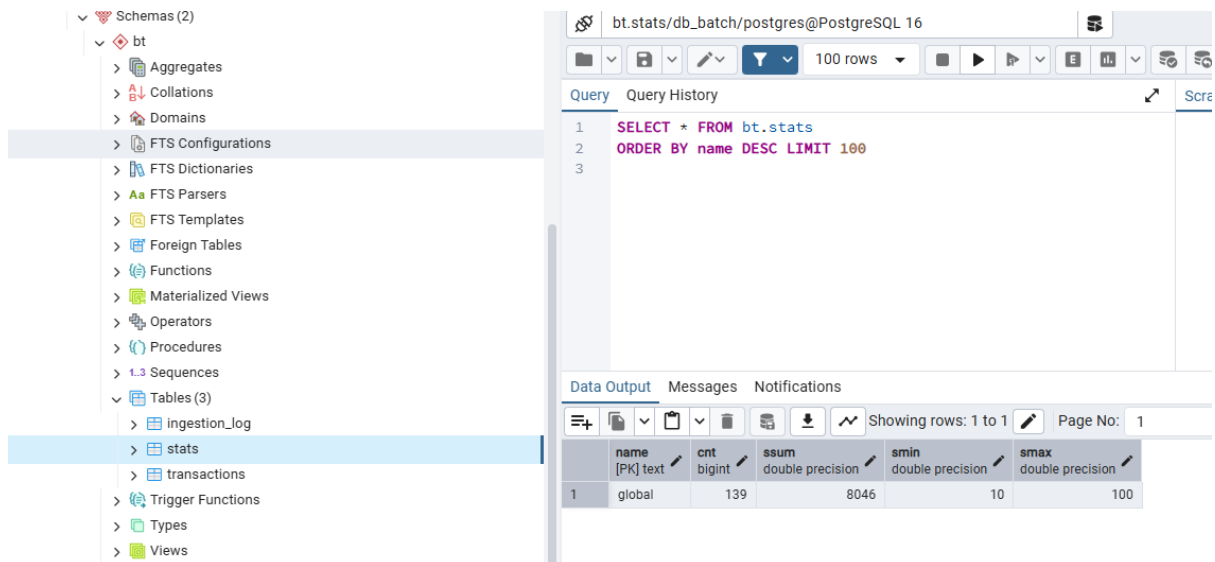 Schemas (2)
bt
Aggregates
Collations
Domains
FTS Configurations
FTS Dictionaries
Aa FTS Parsers
FTS Templates
Foreign Tables
Functions
Materialized Views
Operators
Procedures
1..3 Sequences
Tables (3)
ingestion_log
stats
transactions
Trigger Functions
Types
Views
bt.stats/db_batch/postgres@PostgreSQL 16
100 rows
E
Query Query History
1 SELECT * FROM bt.stats
2 ORDER BY name DESC LIMIT 100
3
Data Output Messages Notifications
Showing rows: 1 to 1 Page No: 1
name cnt ssum smin smax
[PK] text bigint double precision double precision double precision
1 global 139 8046 10 100